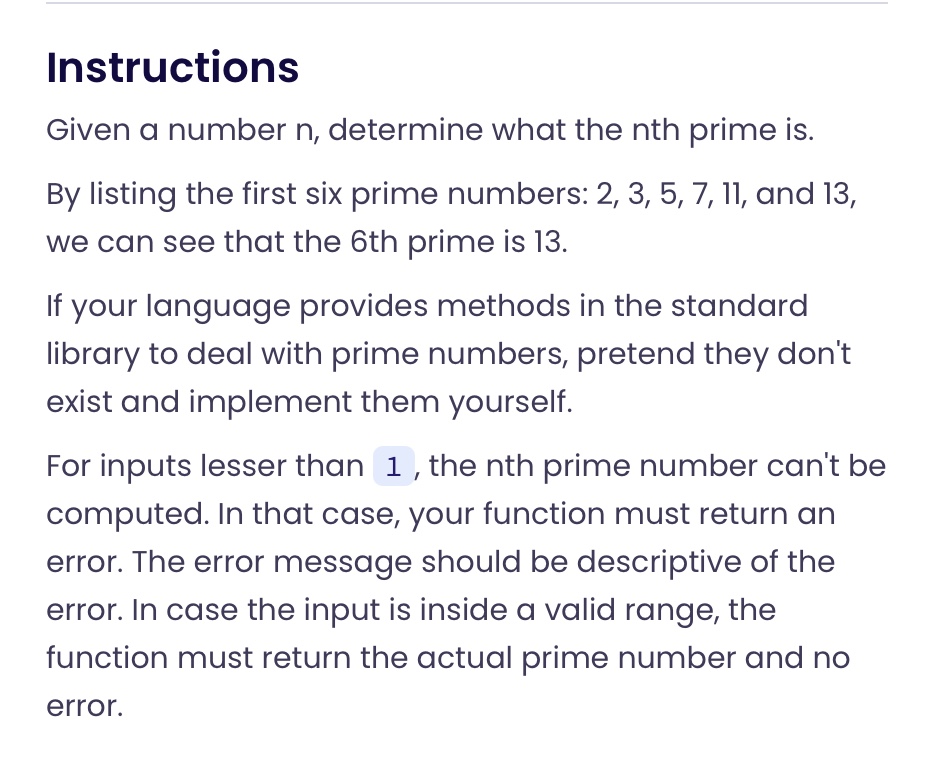 Instructions
Given a number n, determine what the nth prime is.
By listing the first six prime numbers: 2, 3, 5, 7, 11, and 13,
we can see that the 6th prime is 13.
If your language provides methods in the standard
library to deal with prime numbers, pretend they don't
exist and implement them yourself.
For inputs lesser than 1, the nth prime number can't be
computed. In that case, your function must return an
error. The error message should be descriptive of the
error. In case the input is inside a valid range, the
function must return the actual prime number and no
error.